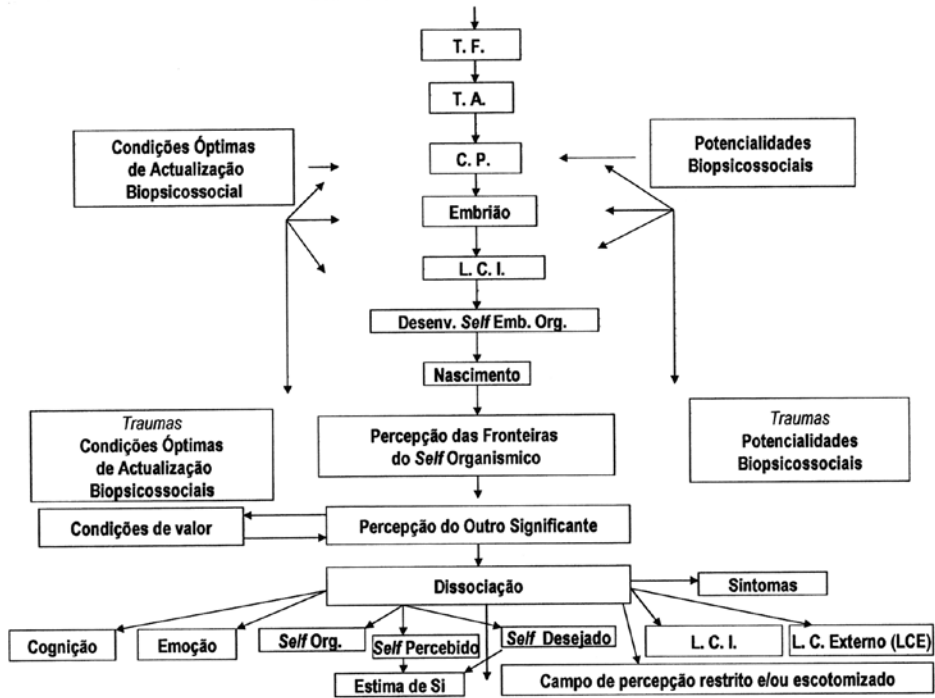 T. F.
T. A.
Condições Óptimas
de Actualização
Biopsicossocial
C. P.
Potencialidades
Biopsicossociais
Embrião
L. C. I.
Desenv. Self Emb. Org.
Nascimento
Traumas
Condições Óptimas
de Actualização
Biopsicossociais
Percepção das Fronteiras
do Self Organismico
Traumas
Potencialidades
Biopsicossociais
Condições de valor
Percepção do Outro Significante
Dissociação
Sintomas
Cognição
Emoção
Self Org.
Self Percebido
Self Desejado
L. C. I.
L. C. Externo (LCE)
Estima de Si
Campo de percepção restrito e/ou escotomizado